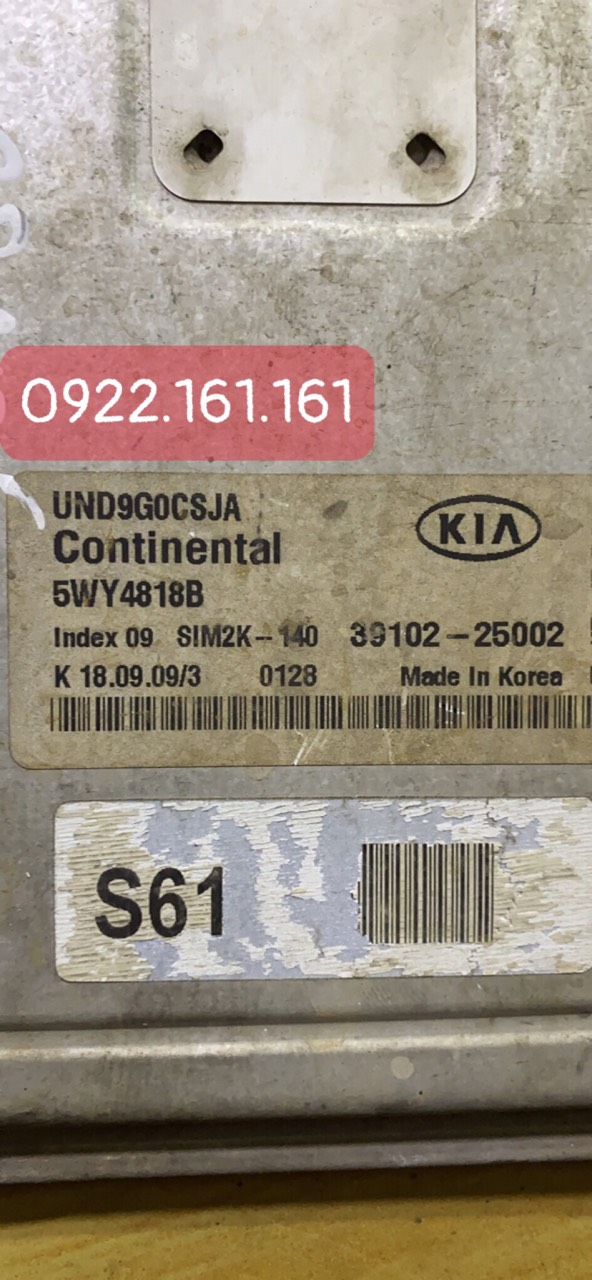 0922.161.161
UND9G0CSJA
Continental
KIA
5WY4818B
Index 09 SIM2K-140 39102-25002
K 18.09.09/3 0128 Made In Korea
S61